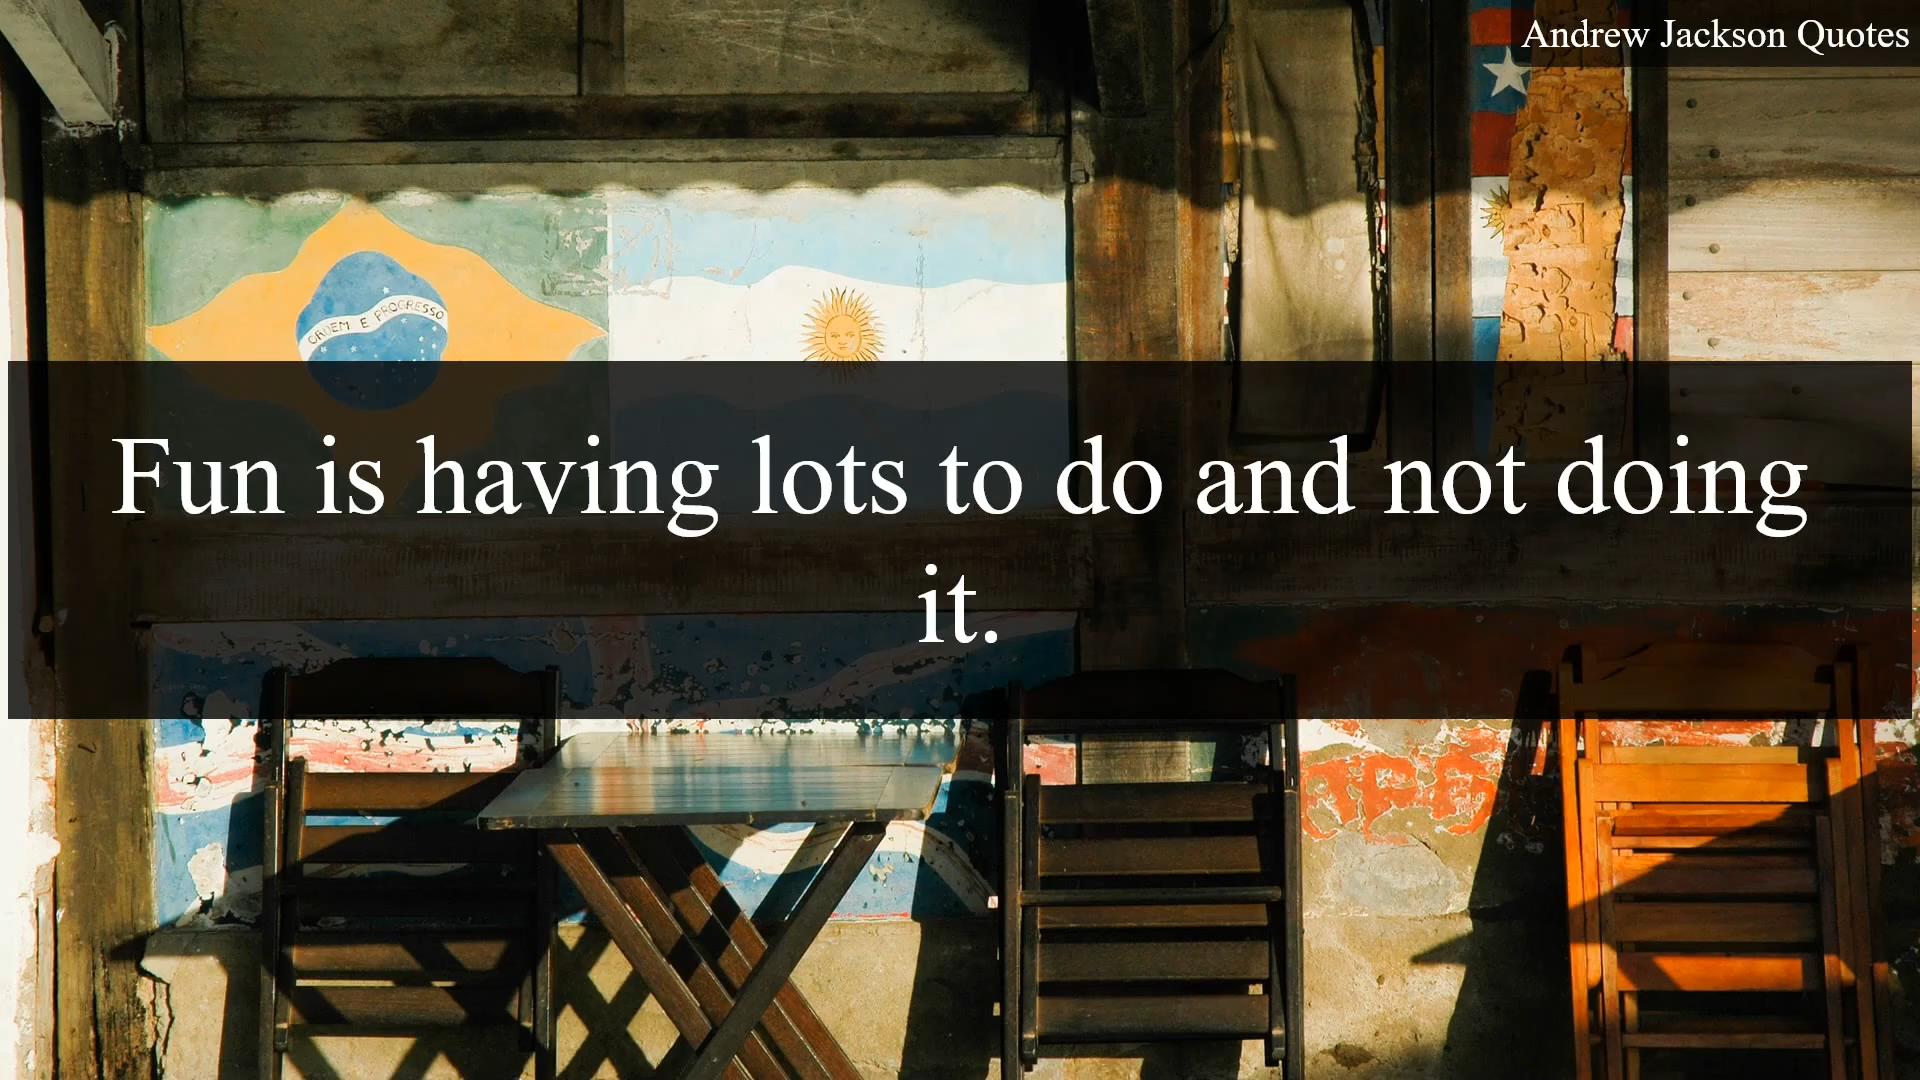 Andrew Jackson Quotes
ORDEM E PROGRESSO
Fun is having lots to do and not doing
it.